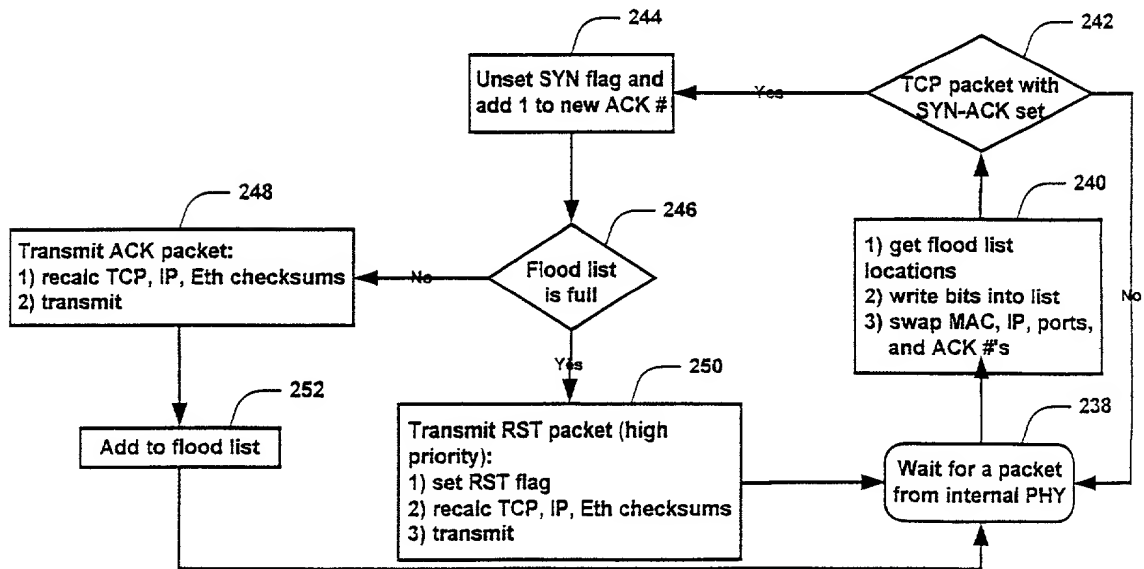 244
Unset SYN flag and
add 1 to new ACK #
242
TCP packet with
SYN-ACK set
Yes
No
240
1) get flood list
locations
2) write bits into list
3) swap MAC, IP, ports,
and ACK #'s
246
Flood list
is full
No
Yes
248
Transmit ACK packet:
1) recalc TCP, IP, Eth checksums
2) transmit
250
Transmit RST packet (high
priority):
1) set RST flag
2) recalc TCP, IP, Eth checksums
3) transmit
252
Add to flood list
238
Wait for a packet
from internal PHY